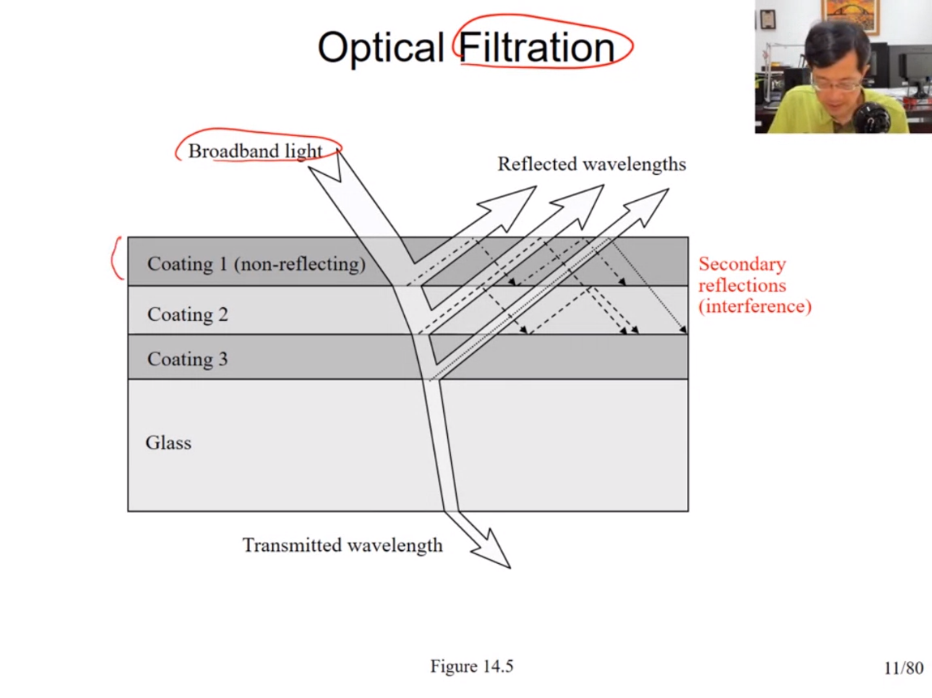 Optical Filtration
Broadband light
Reflected wavelengths
Coating 1 (non-reflecting)
Secondary
reflections
(interference)
Coating 2
Coating 3
Glass
Transmitted wavelength
Figure 14.5
11/80